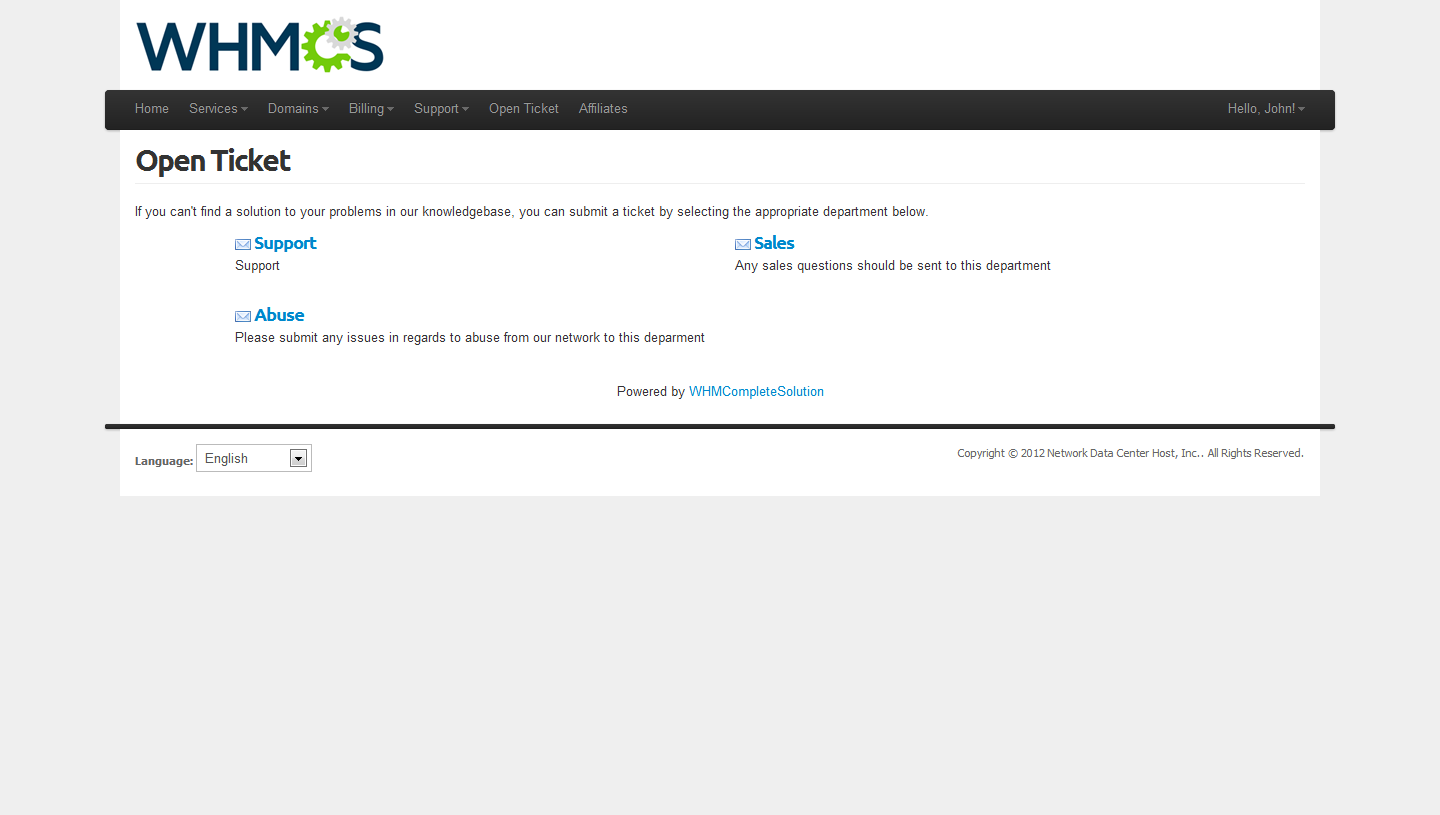 WHMCS
Home Services Domains Billing Support Open Ticket Affiliates Hello, John!
Open Ticket
If you can't find a solution to your problems in our knowledgebase, you can submit a ticket by selecting the appropriate department below.
Support
Support
Sales
Any sales questions should be sent to this department
Abuse
Please submit any issues in regards to abuse from our network to this deparment
Powered by WHMCompleteSolution
Language: English
Copyright © 2012 Network Data Center Host, Inc.. All Rights Reserved.